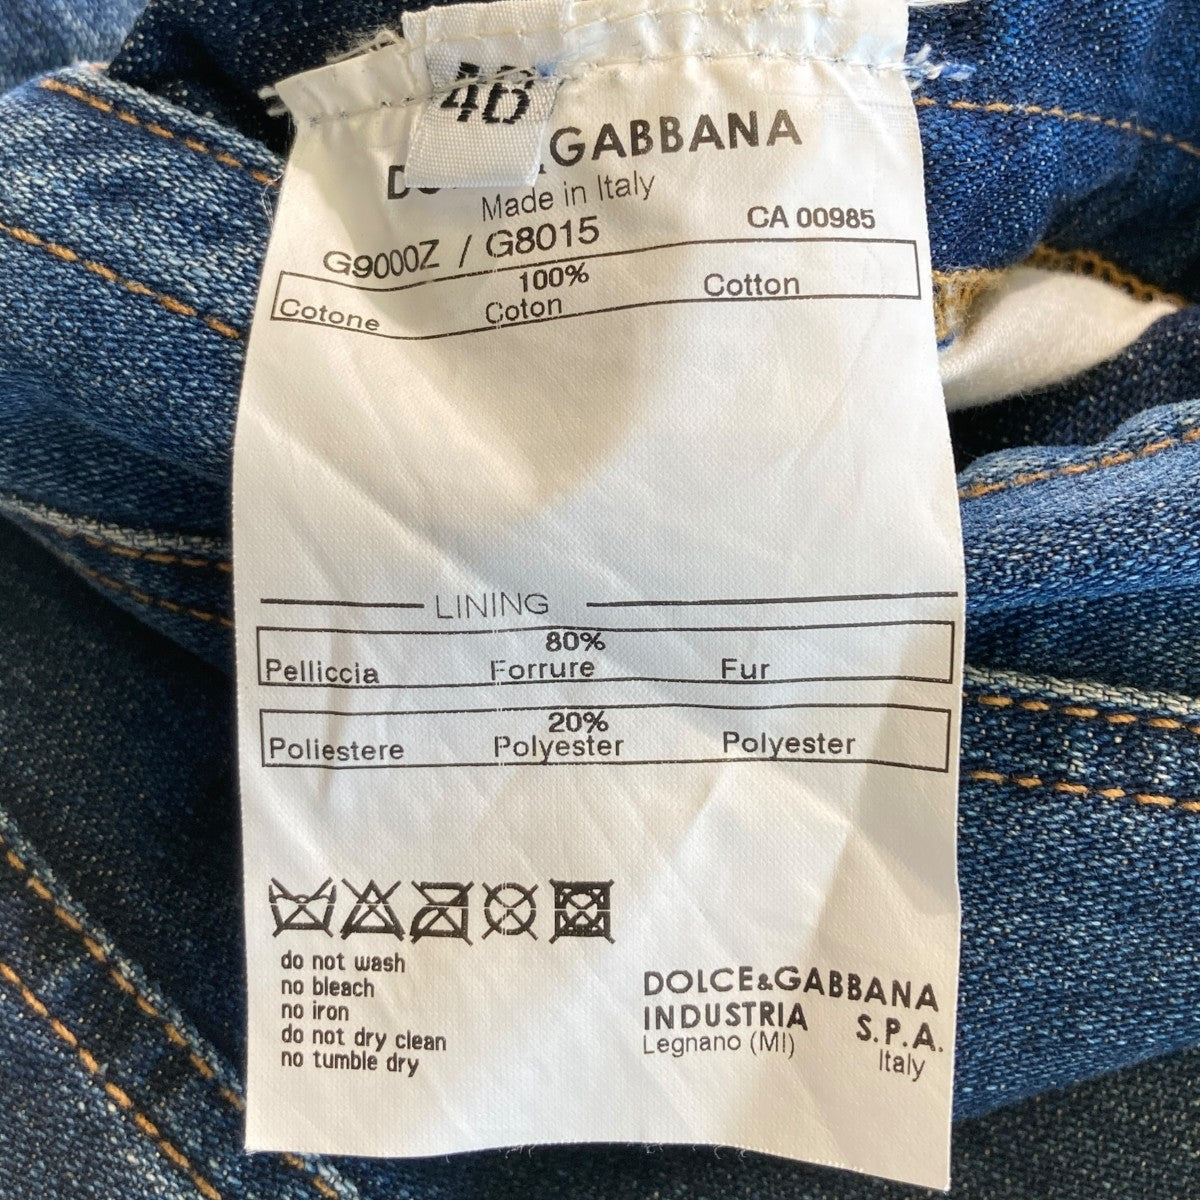 46
GABBANA
Made in Italy
G9000Z / G8015 CA 00985
100%
Cotone Coton Cotton
LINING
80%
Pelliccia Forrure Fur
20%
Poliestere Polyester Polyester
do not wash
no bleach
no iron
do not dry clean
no tumble dry
DOLCE&GABBANA
INDUSTRIA S.P.A.
Legnano (MI)
Italy